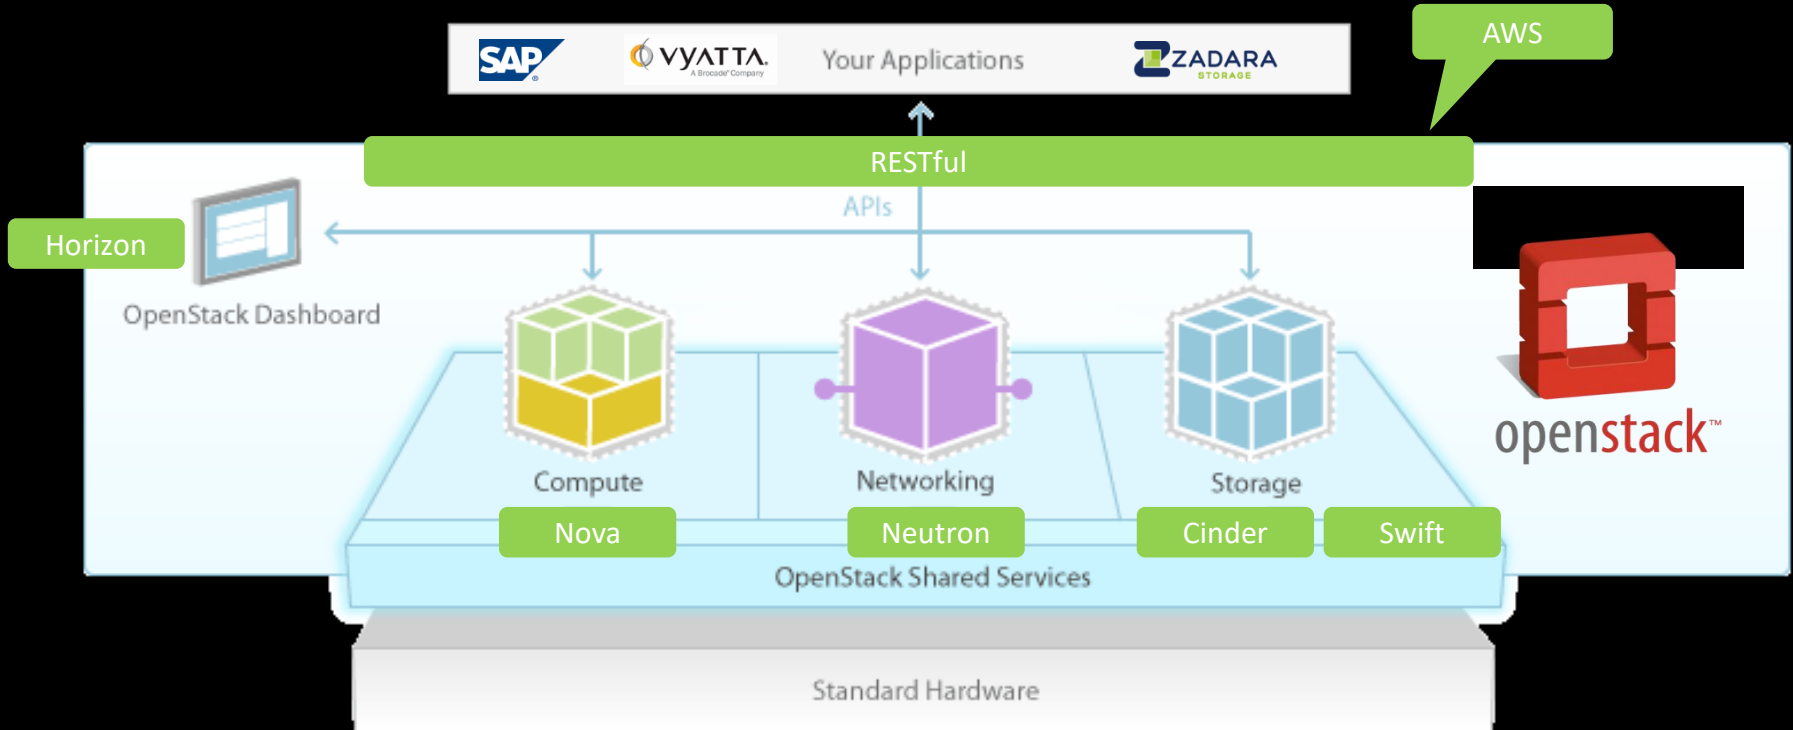 AWS
SAP
VYATTA.
A Brocade Company
Your Applications
ZADARA
STORAGE
RESTful
APIs
Horizon
OpenStack Dashboard
openstack™
Compute
Networking
Storage
Nova
Neutron
Cinder
Swift
OpenStack Shared Services
Standard Hardware